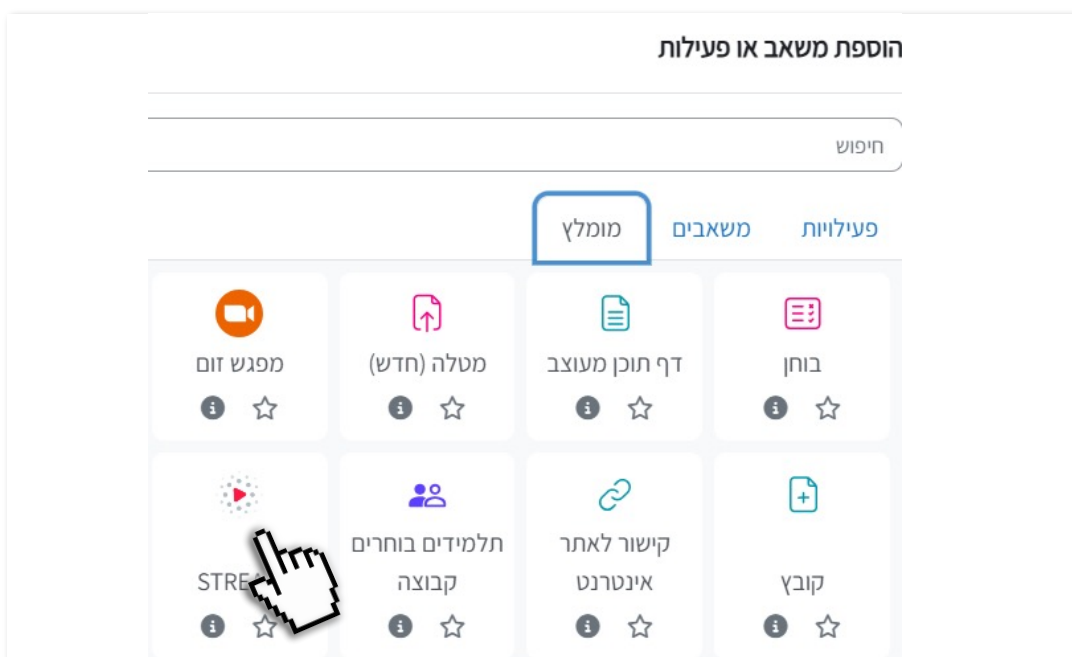 הוספת משאב או פעילות
חיפוש
פעילויות משאבים מומלץ
בוחן
דף תוכן מעוצב
מטלה (חדש)
מפגש זום
קובץ
קישור לאתר
אינטרנט
תלמידים בוחרים
קבוצה